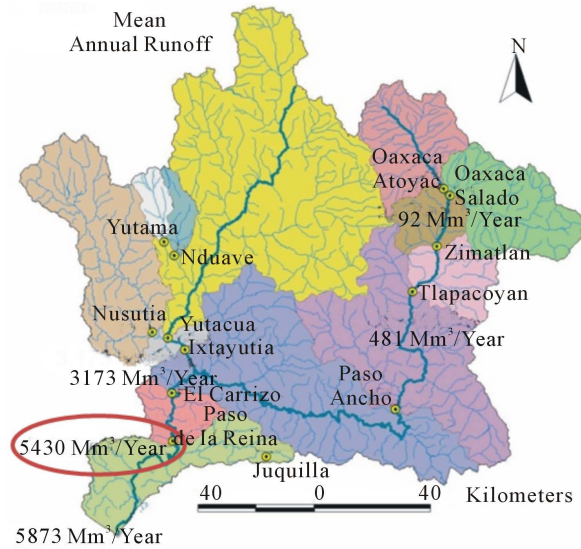 Mean
Annual Runoff
N
Oaxaca
Atoyac
Oaxaca
Salado
92 Mm³/Year
Yutama
Nduave
Zimatlan
Tlapacoyan
Nusutia
Yutacua
Ixtayutia
481 Mm³/Year
3173 Mm³/Year
El Carrizo
Paso
Ancho
Paso
de la Reina
5430 Mm³/Year
Juquilla
40 0 40 Kilometers
5873 Mm³/Year